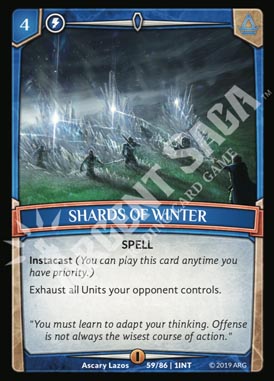 4
ARGENT SAGA™
TRADING CARD GAME
SHARDS OF WINTER
SPELL
Instacast (You can play this card anytime you
have priority.)
Exhaust all Units your opponent controls.
"You must learn to adapt your thinking. Offense
is not always the wisest course of action."
Ascary Lazos 59/86 | 1INT © 2019 ARG